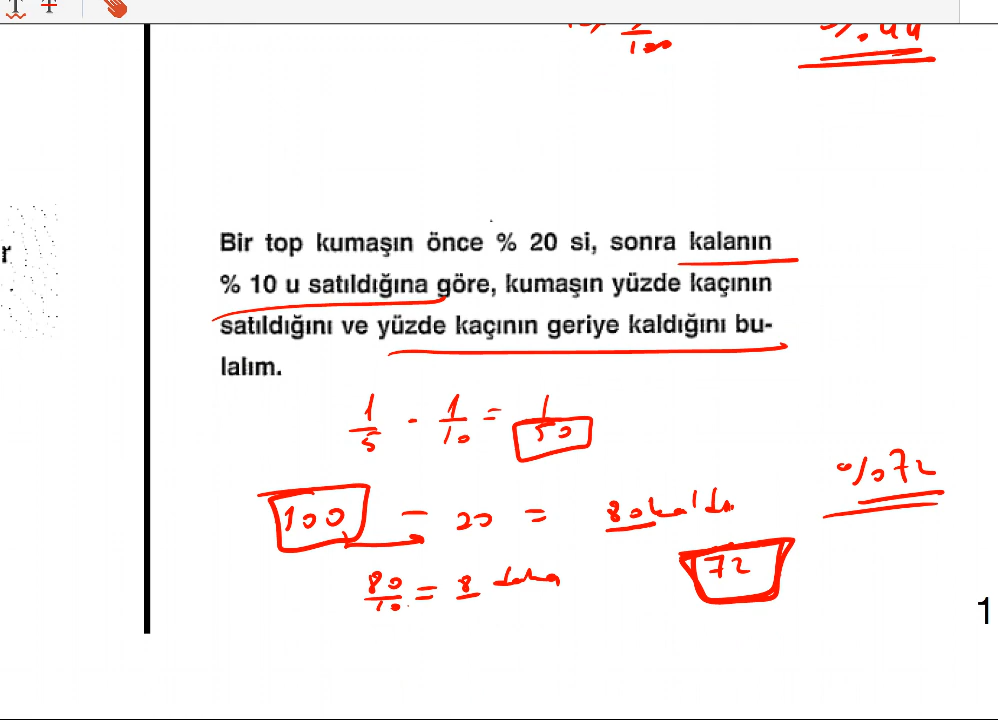 T T
100 %.44
r
Bir top kumaşın önce % 20 si, sonra kalanın
% 10 u satıldığına göre, kumaşın yüzde kaçının
satıldığını ve yüzde kaçının geriye kaldığını bu-
lalım.
1/5 · 1/10 = 1/50
%72
100 - 20 = 80 kaldı
72
80/10 = 8 daha
1